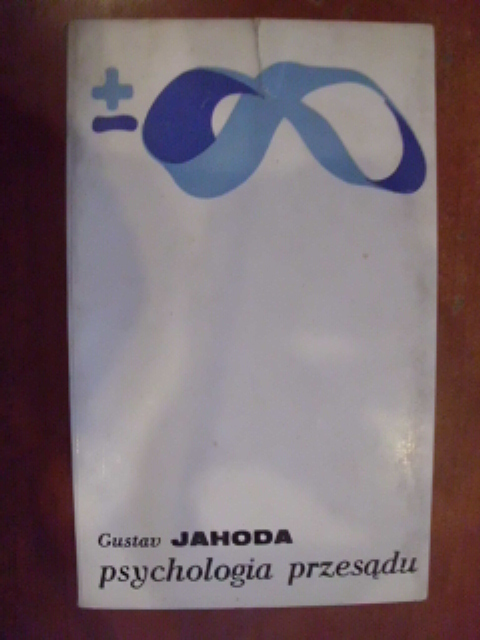 ±
Gustav JAHODA
psychologia przesądu